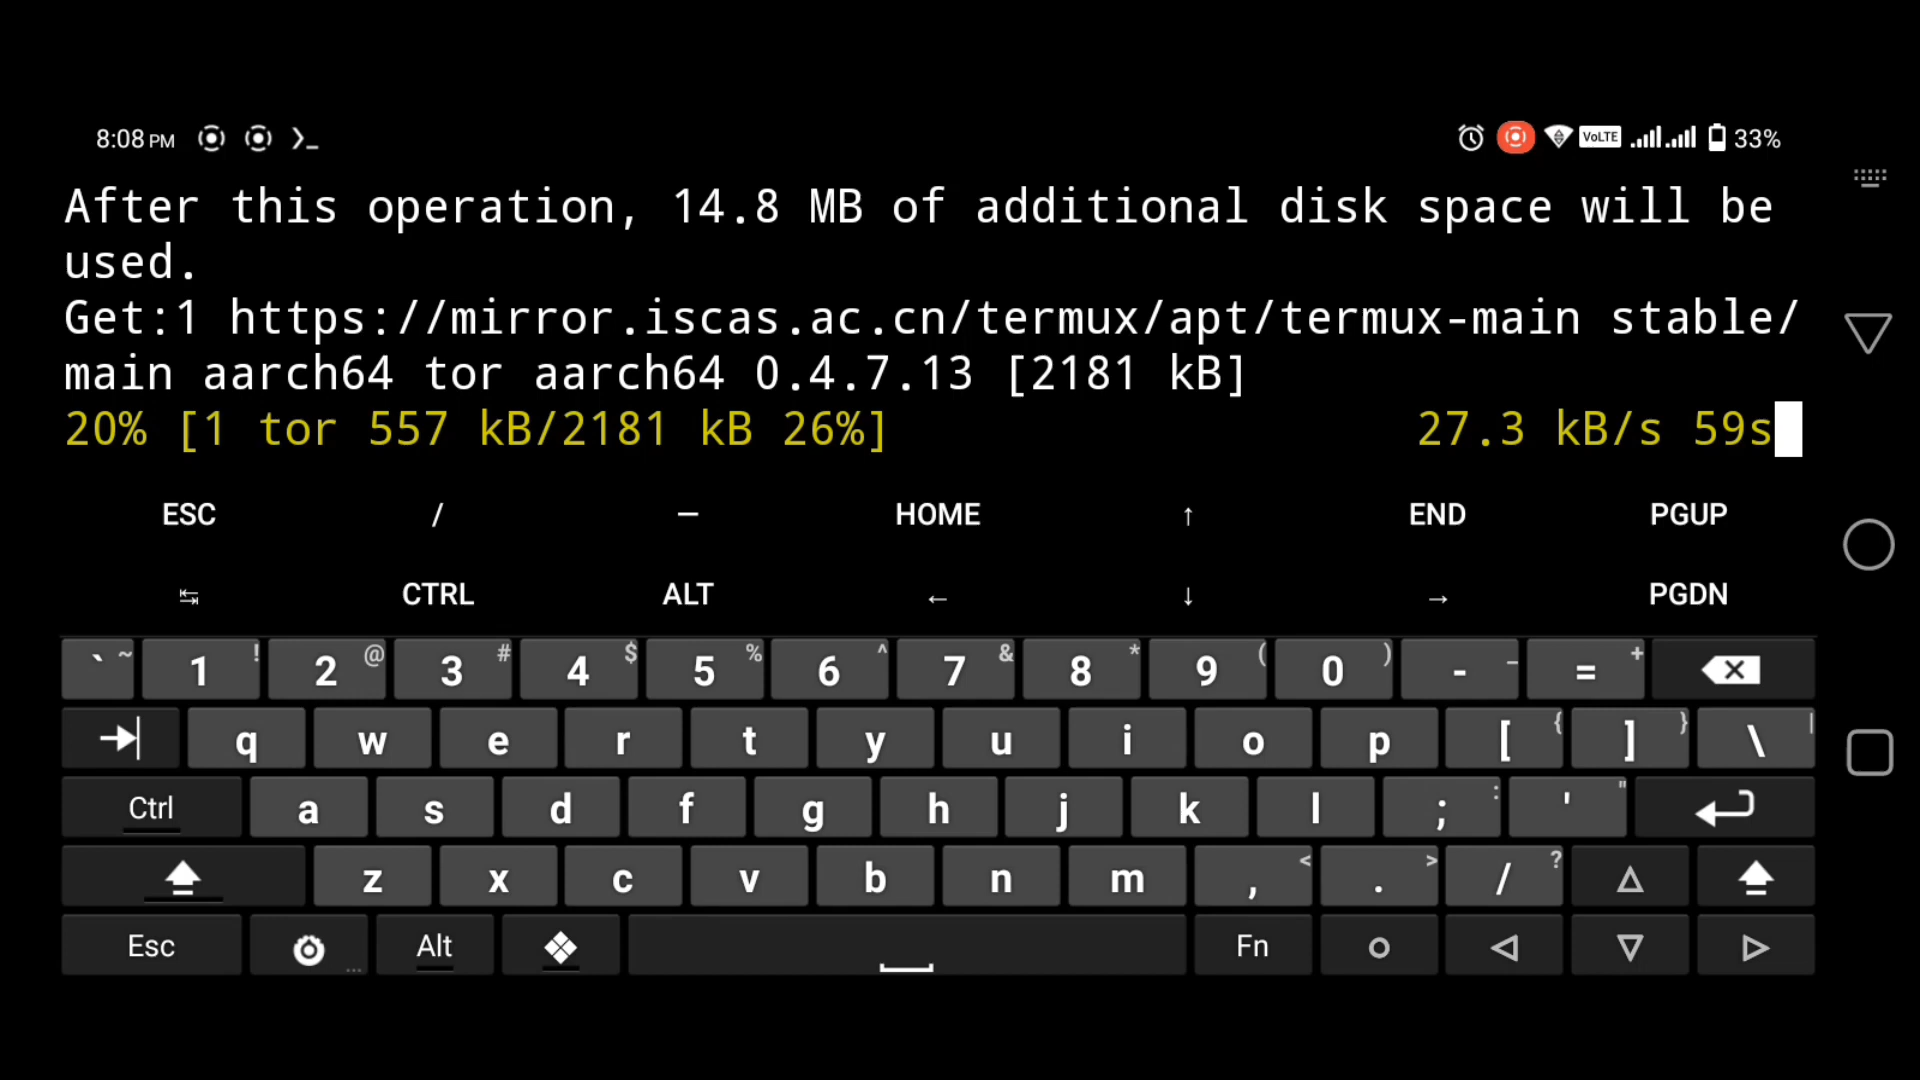 8:08 PM
VoLTE 33%
After this operation, 14.8 MB of additional disk space will be
used.
Get:1 https://mirror.iscas.ac.cn/termux/apt/termux-main stable/
main aarch64 tor aarch64 0.4.7.13 [2181 kB]
20% [1 tor 557 kB/2181 kB 26%] 27.3 kB/s 59s
ESC / — HOME ↑ END PGUP
↹ CTRL ALT ← ↓ → PGDN
` ~ 1 ! 2 @ 3 # 4 $ 5 % 6 ^ 7 & 8 * 9 ( 0 ) - _ = +
q w e r t y u i o p [ { ] } \ |
Ctrl a s d f g h j k l ; : ' "
z x c v b n m , < . > / ?
Esc ... Alt Fn